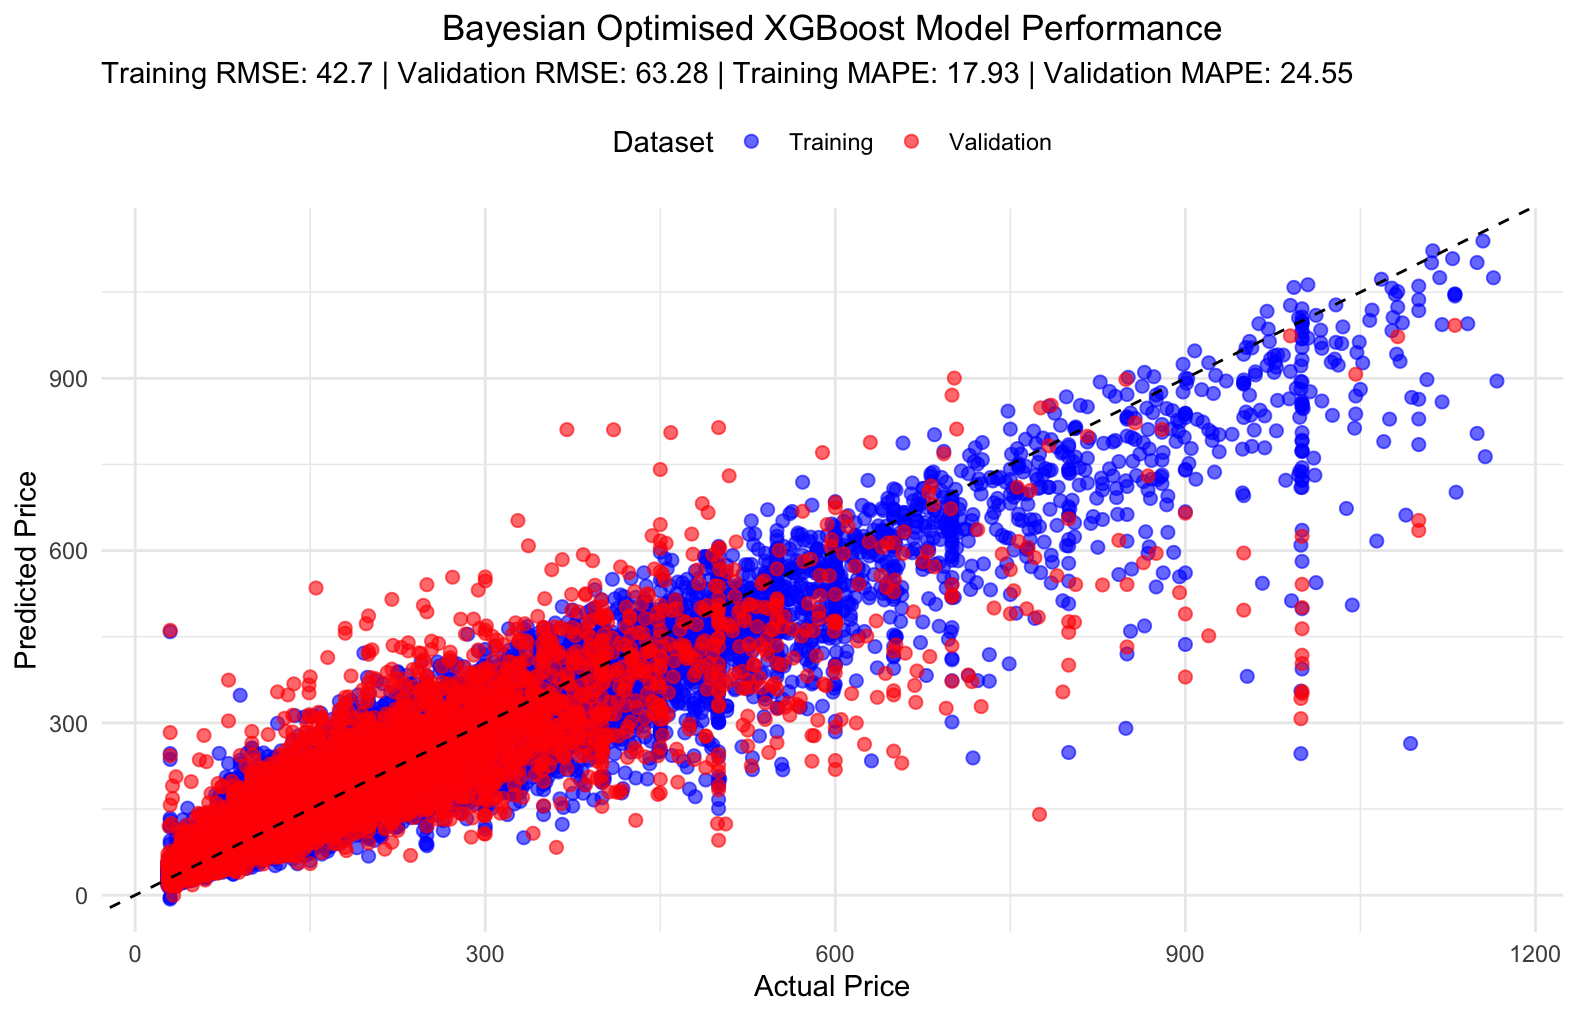 Bayesian Optimised XGBoost Model Performance
Training RMSE: 42.7 | Validation RMSE: 63.28 | Training MAPE: 17.93 | Validation MAPE: 24.55
Dataset Training Validation
Predicted Price
900
600
300
0
0 300 600 900 1200
Actual Price